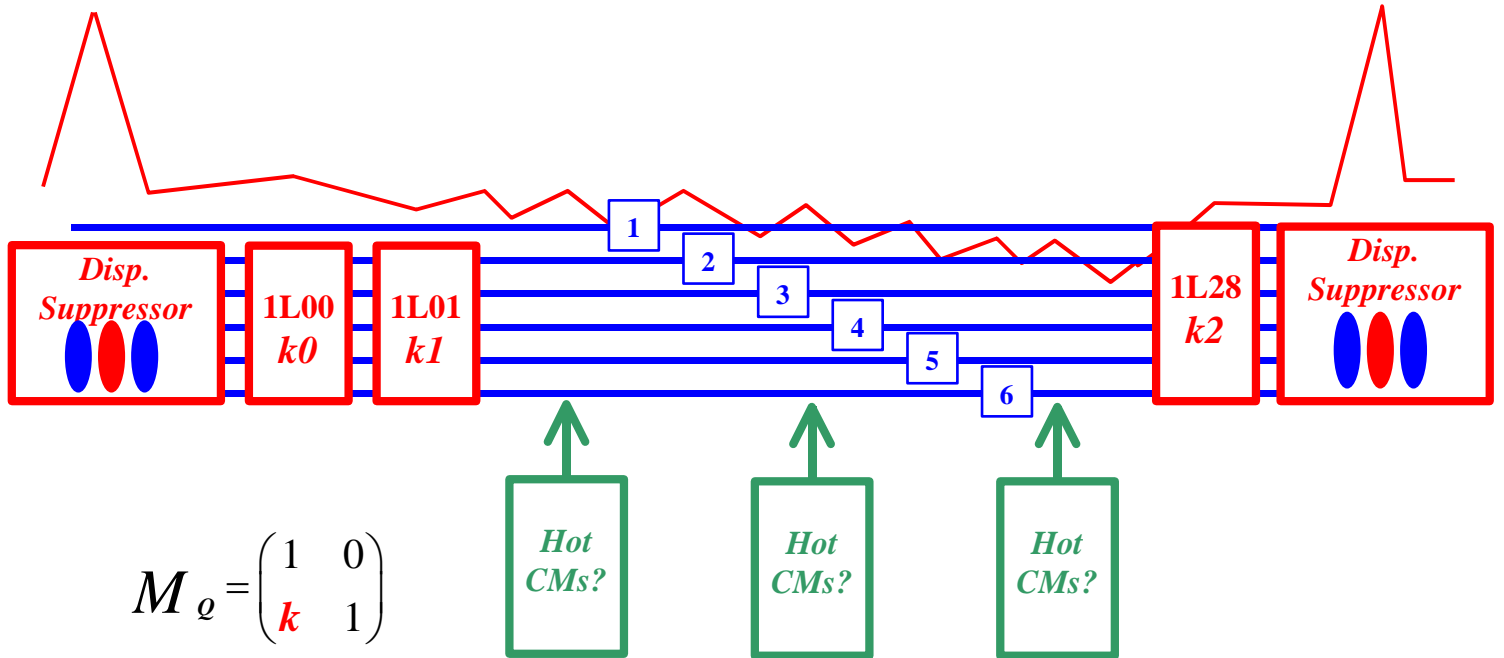 1
2
3
4
5
6
Disp.
Suppressor
1L00
k0
1L01
k1
1L28
k2
Disp.
Suppressor
Hot
CMs?
Hot
CMs?
Hot
CMs?
M Q = ( 1 0
k 1 )